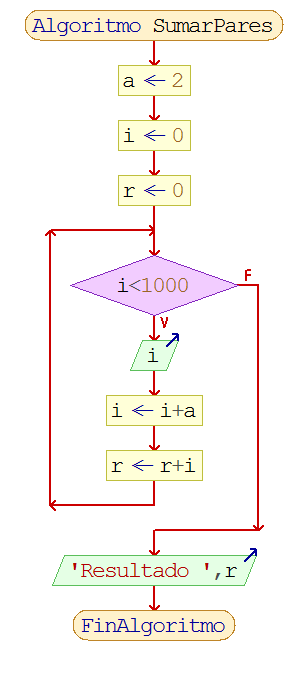 Algoritmo SumarPares
a ← 2
i ← 0
r ← 0
i<1000
F
V
i
i ← i+a
r ← r+i
'Resultado ',r
FinAlgoritmo